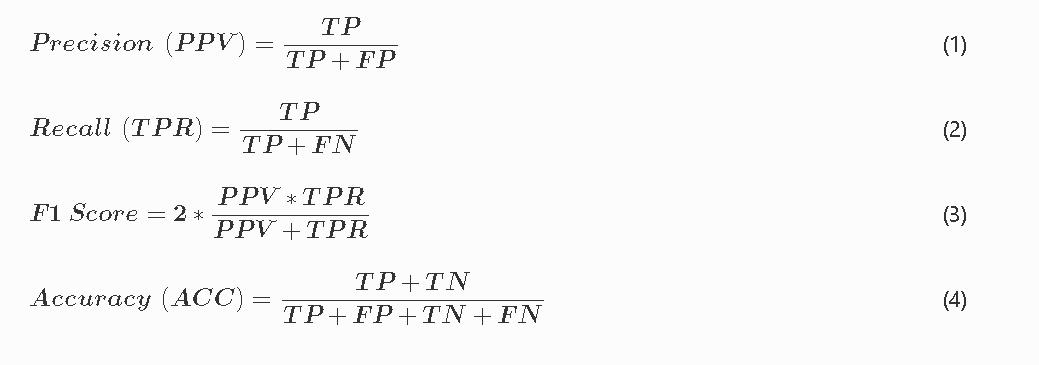 Precision (PPV) = TP / TP + FP (1)
Recall (TPR) = TP / TP + FN (2)
F1 Score = 2 * PPV * TPR / PPV + TPR (3)
Accuracy (ACC) = TP + TN / TP + FP + TN + FN (4)